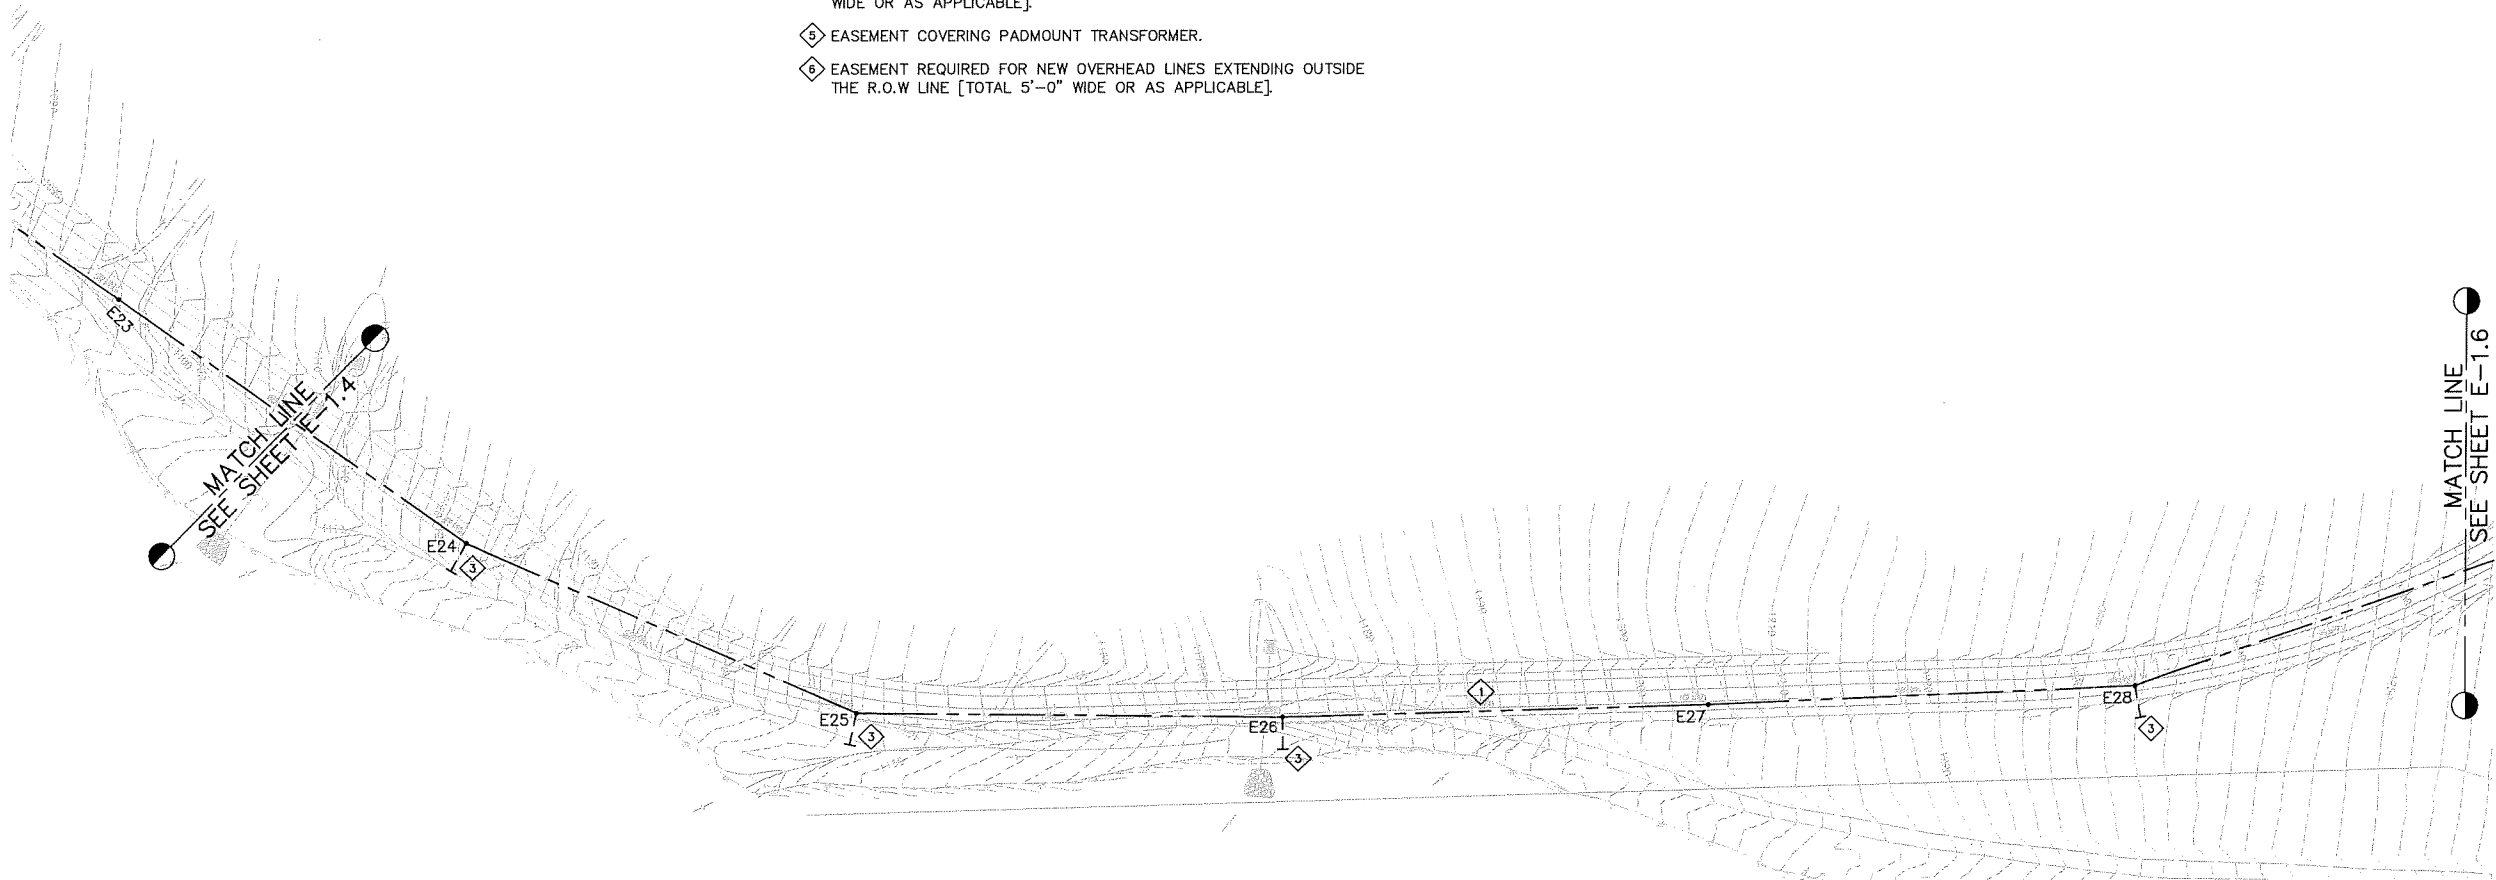 WIDE OR AS APPLICABLE].
5 EASEMENT COVERING PADMOUNT TRANSFORMER.
6 EASEMENT REQUIRED FOR NEW OVERHEAD LINES EXTENDING OUTSIDE
THE R.O.W LINE [TOTAL 5'-0" WIDE OR AS APPLICABLE].
E23
MATCH LINE
SEE SHEET E-1.4
E24
3
E25
3
E26
3
1
E27
E28
3
MATCH LINE
SEE SHEET E-1.6